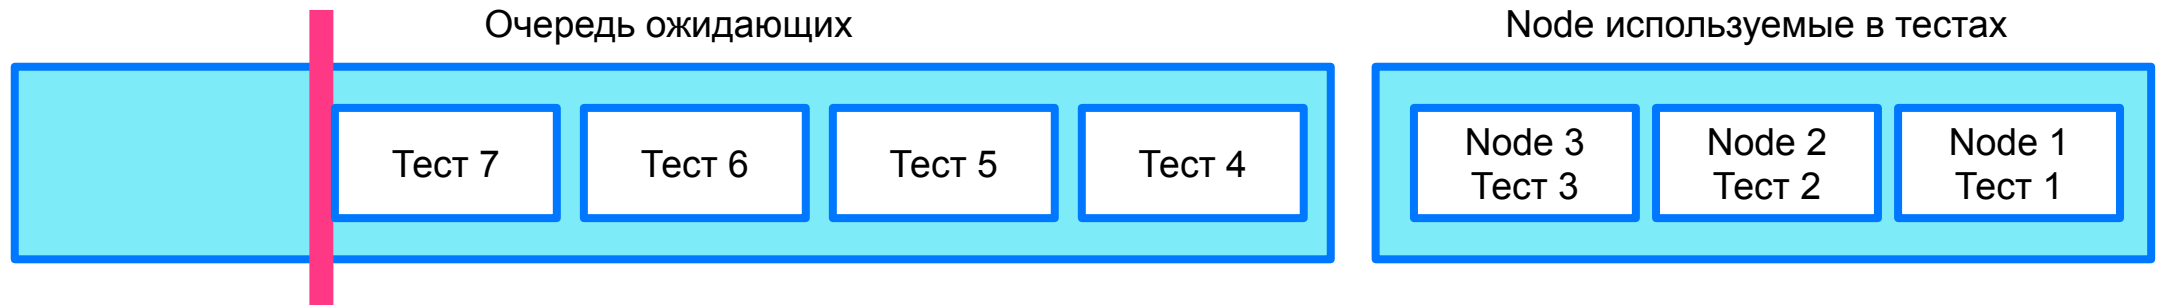 Очередь ожидающих
Node используемые в тестах
Тест 7
Тест 6
Тест 5
Тест 4
Node 3
Тест 3
Node 2
Тест 2
Node 1
Тест 1